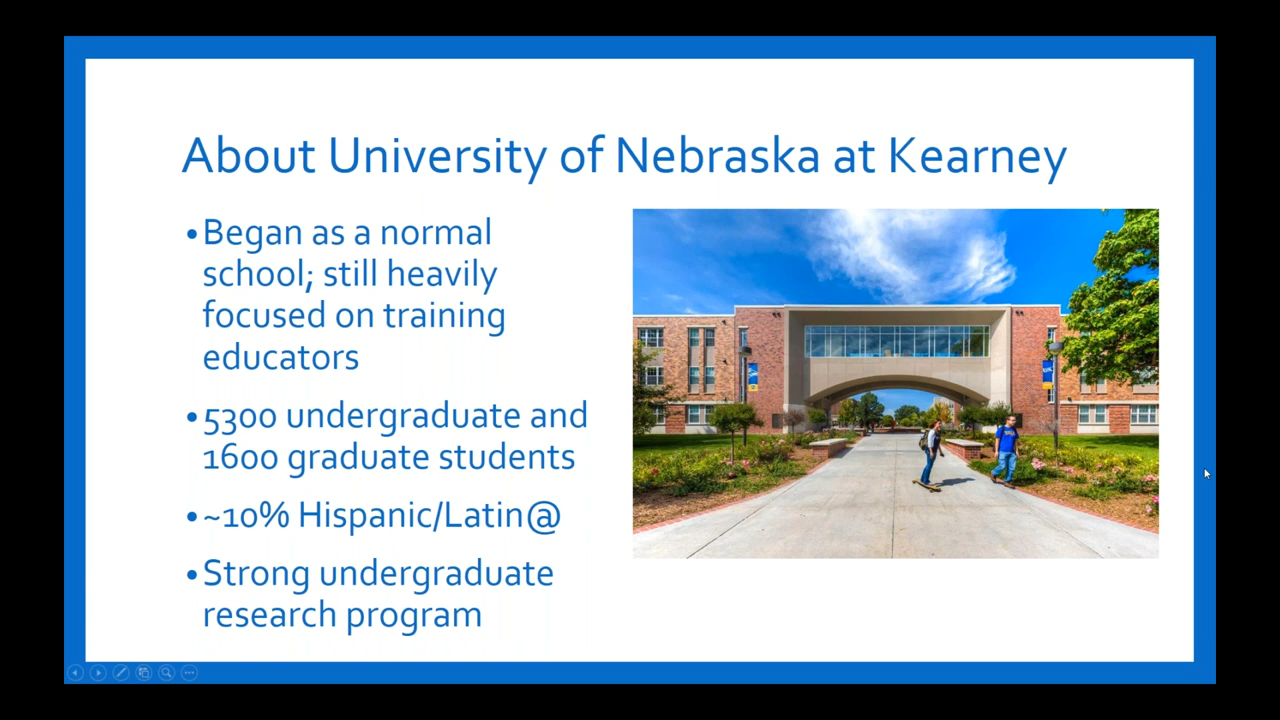 About University of Nebraska at Kearney
•Began as a normal
school; still heavily
focused on training
educators
•5300 undergraduate and
1600 graduate students
•~10% Hispanic/Latin@
•Strong undergraduate
research program